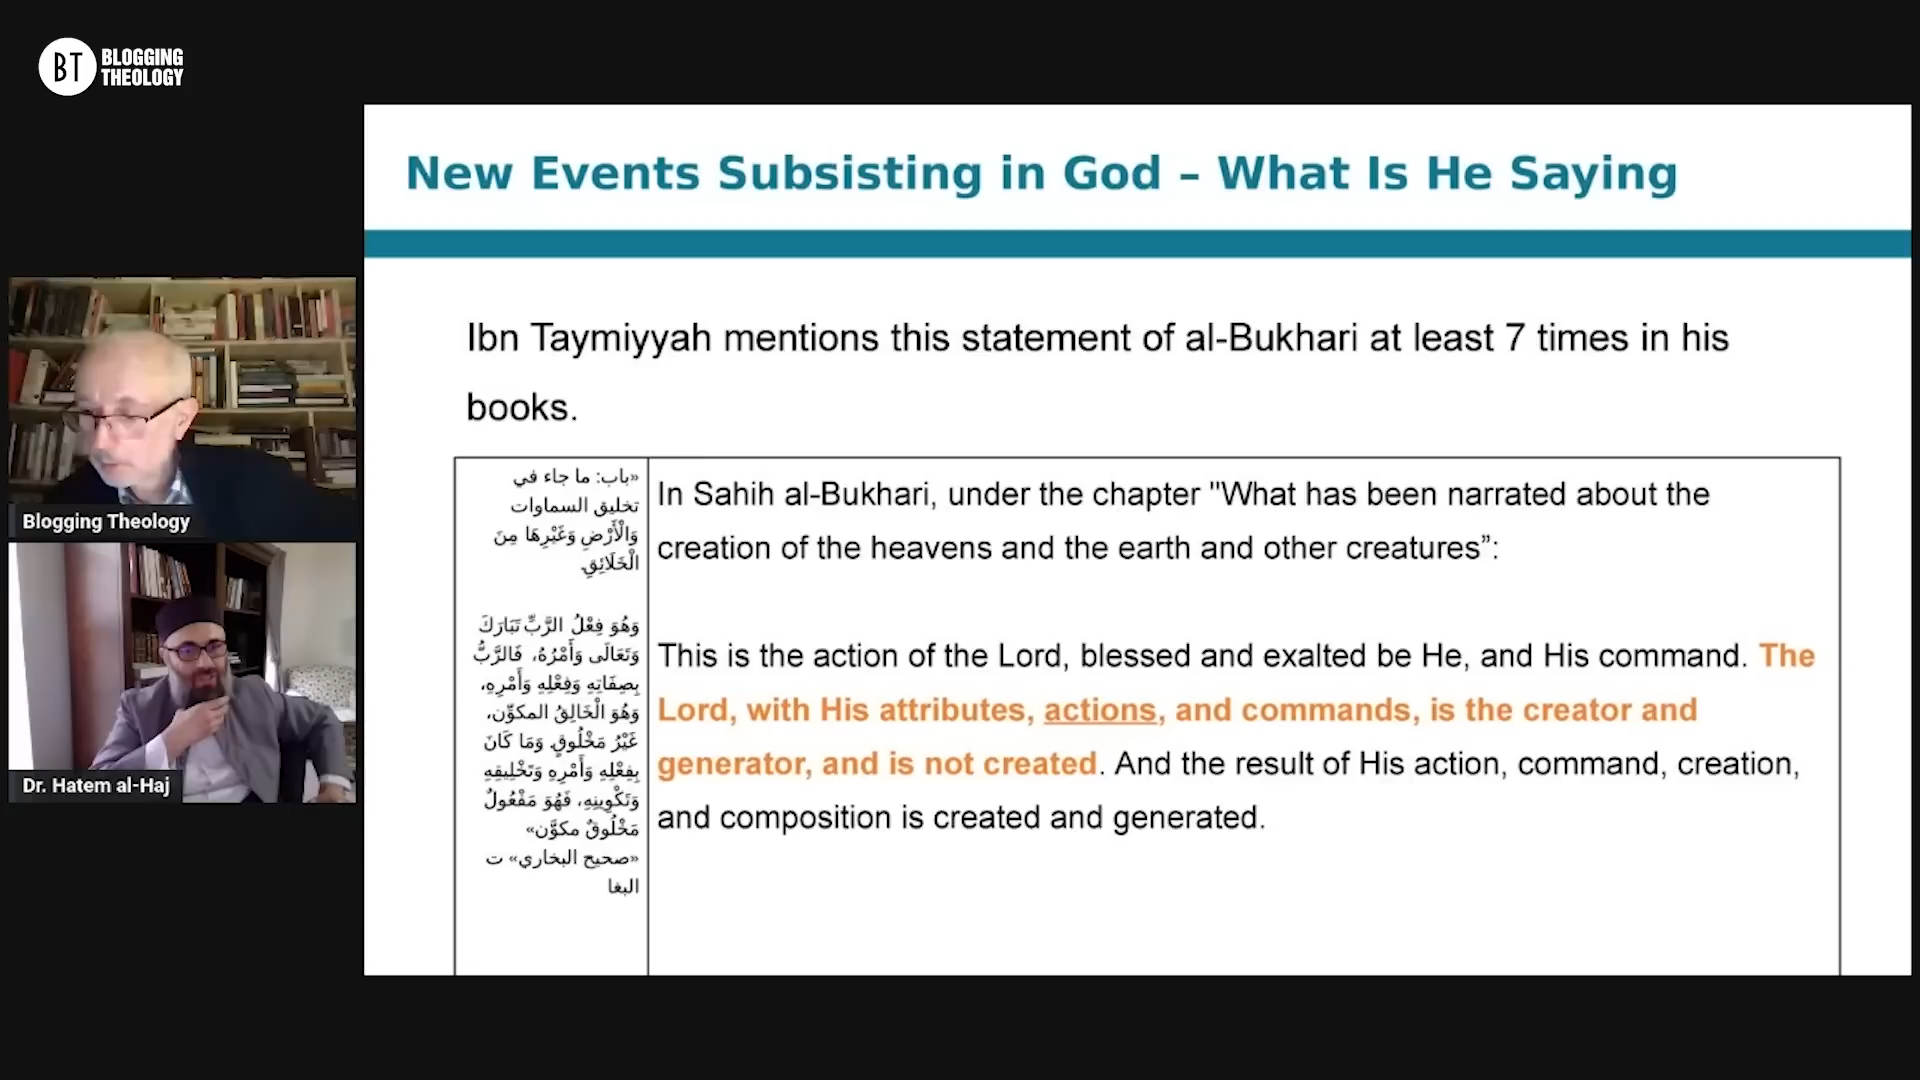 BT BLOGGING
THEOLOGY
New Events Subsisting in God – What Is He Saying
Ibn Taymiyyah mentions this statement of al-Bukhari at least 7 times in his
books.
«باب: ما جاء في
تخليق السماوات
وَالْأَرْضِ وَغَيْرِهَا مِنَ
الْخَلَائِقِ.
وَهُوَ فِعْلُ الرَّبِّ تَبَارَكَ
وَتَعَالَى وَأَمْرُهُ، فَالرَّبُّ
بِصِفَاتِهِ وَفِعْلِهِ وَأَمْرِهِ،
وَهُوَ الْخَالِقُ المكوِّن،
غَيْرُ مَخْلُوقٍ. وَمَا كَانَ
بِفِعْلِهِ وَأَمْرِهِ وَتَخْلِيقِهِ
وَتَكْوِينِهِ، فَهُوَ مَفْعُولٌ
مَخْلُوقٌ مكوَّن»
«صحيح البخاري» ت
البغا
In Sahih al-Bukhari, under the chapter "What has been narrated about the
creation of the heavens and the earth and other creatures”:
This is the action of the Lord, blessed and exalted be He, and His command. The
Lord, with His attributes, actions, and commands, is the creator and
generator, and is not created. And the result of His action, command, creation,
and composition is created and generated.
Blogging Theology
Dr. Hatem al-Haj